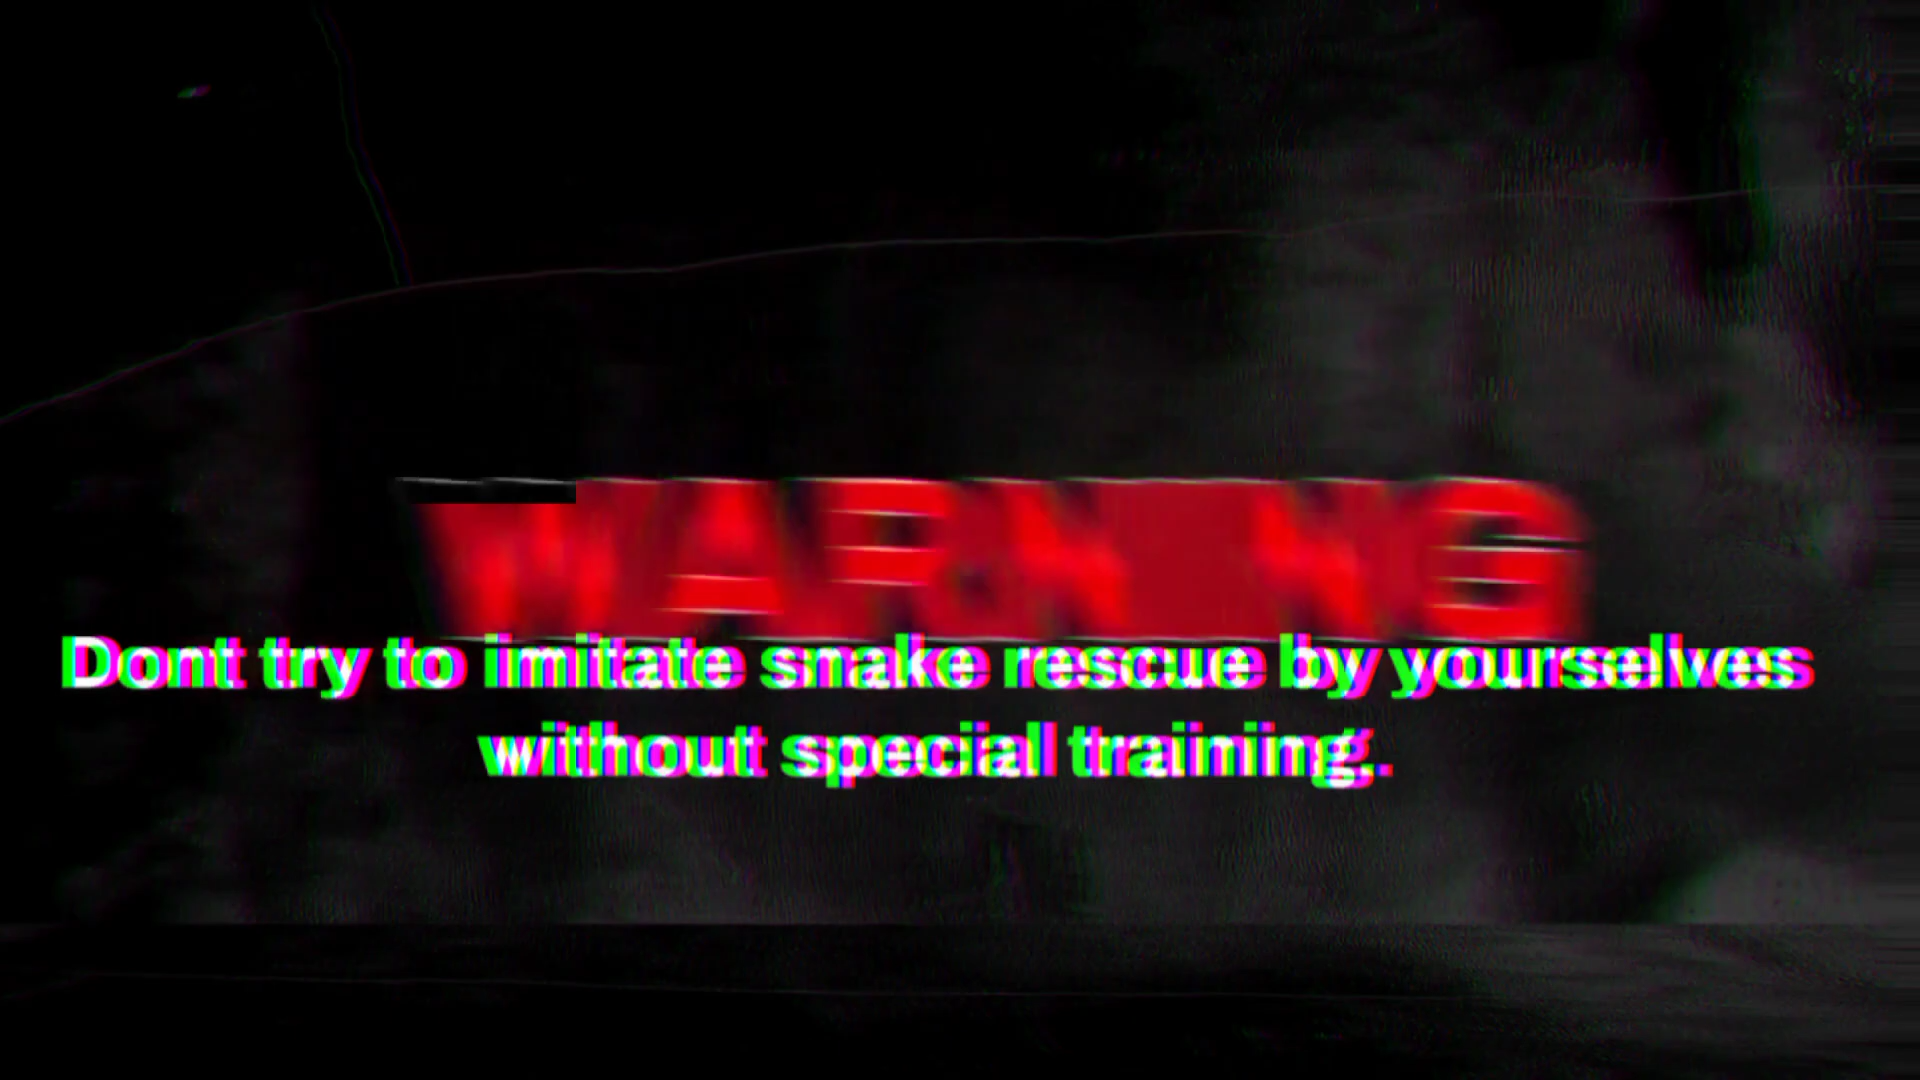 WARNING
Dont try to imitate snake rescue by yourselves
without special training..